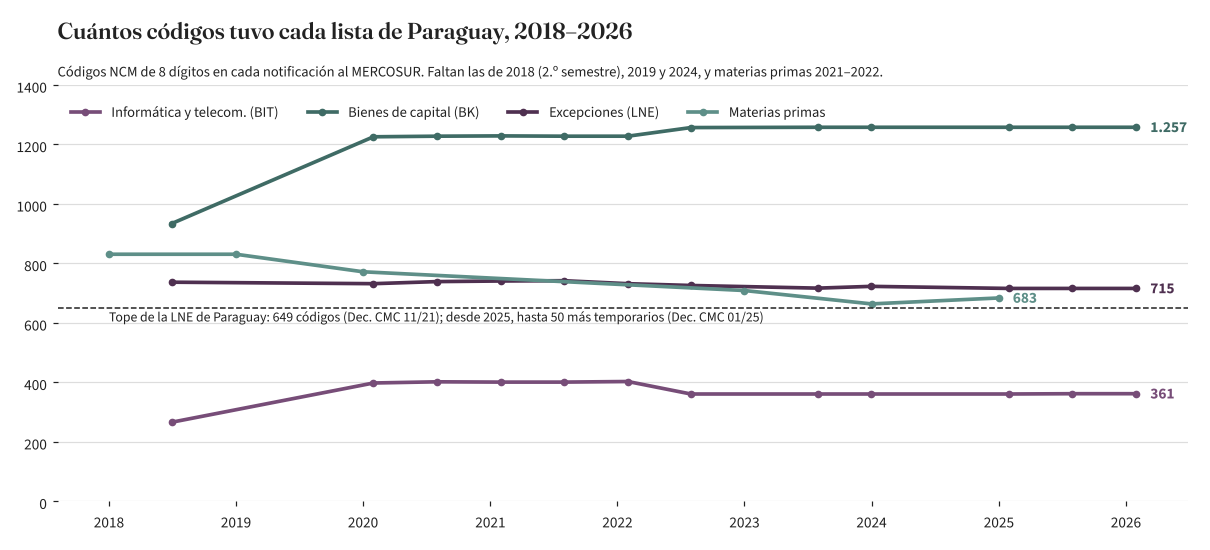 Cuántos códigos tuvo cada lista de Paraguay, 2018–2026
Códigos NCM de 8 dígitos en cada notificación al MERCOSUR. Faltan las de 2018 (2.º semestre), 2019 y 2024, y materias primas 2021–2022.
1400
Informática y telecom. (BIT) Bienes de capital (BK) Excepciones (LNE) Materias primas
1.257
1200
1000
800
715
683
Tope de la LNE de Paraguay: 649 códigos (Dec. CMC 11/21); desde 2025, hasta 50 más temporarios (Dec. CMC 01/25)
600
400
361
200
0
2018 2019 2020 2021 2022 2023 2024 2025 2026